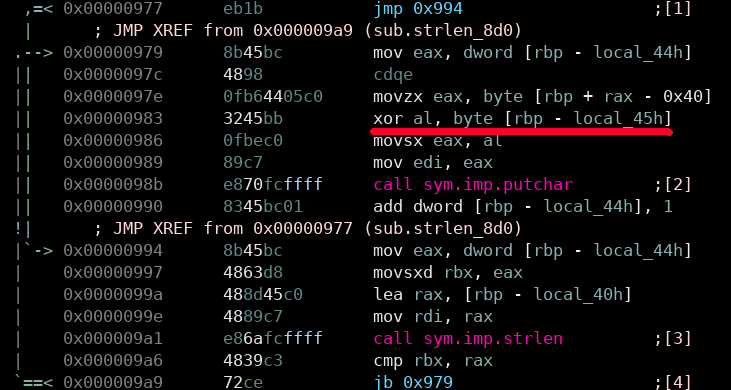 ,=< 0x00000977 eb1b jmp 0x994 ;[1]
| ; JMP XREF from 0x000009a9 (sub.strlen_8d0)
.--> 0x00000979 8b45bc mov eax, dword [rbp - local_44h]
|| 0x0000097c 4898 cdqe
|| 0x0000097e 0fb64405c0 movzx eax, byte [rbp + rax - 0x40]
|| 0x00000983 3245bb xor al, byte [rbp - local_45h]
|| 0x00000986 0fbec0 movsx eax, al
|| 0x00000989 89c7 mov edi, eax
|| 0x0000098b e870fcffff call sym.imp.putchar ;[2]
|| 0x00000990 8345bc01 add dword [rbp - local_44h], 1
!| ; JMP XREF from 0x00000977 (sub.strlen_8d0)
|`-> 0x00000994 8b45bc mov eax, dword [rbp - local_44h]
| 0x00000997 4863d8 movsxd rbx, eax
| 0x0000099a 488d45c0 lea rax, [rbp - local_40h]
| 0x0000099e 4889c7 mov rdi, rax
| 0x000009a1 e86afcffff call sym.imp.strlen ;[3]
| 0x000009a6 4839c3 cmp rbx, rax
`==< 0x000009a9 72ce jb 0x979 ;[4]